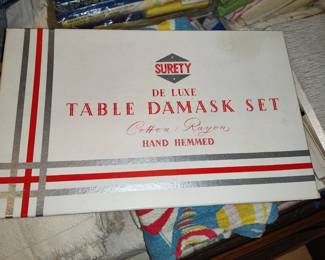 SURETY
DE LUXE
TABLE DAMASK SET
Cotton & Rayon
HAND HEMMED